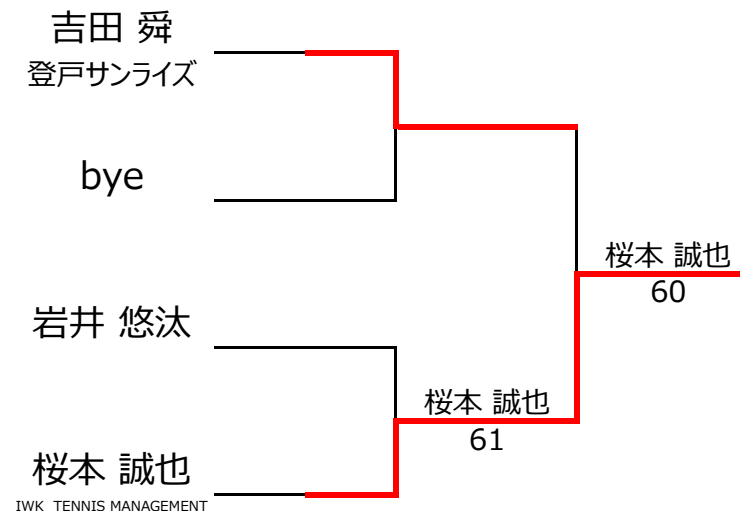 吉田 舜
登戸サンライズ
bye
桜本 誠也
60
岩井 悠汰
桜本 誠也
61
桜本 誠也
IWK TENNIS MANAGEMENT